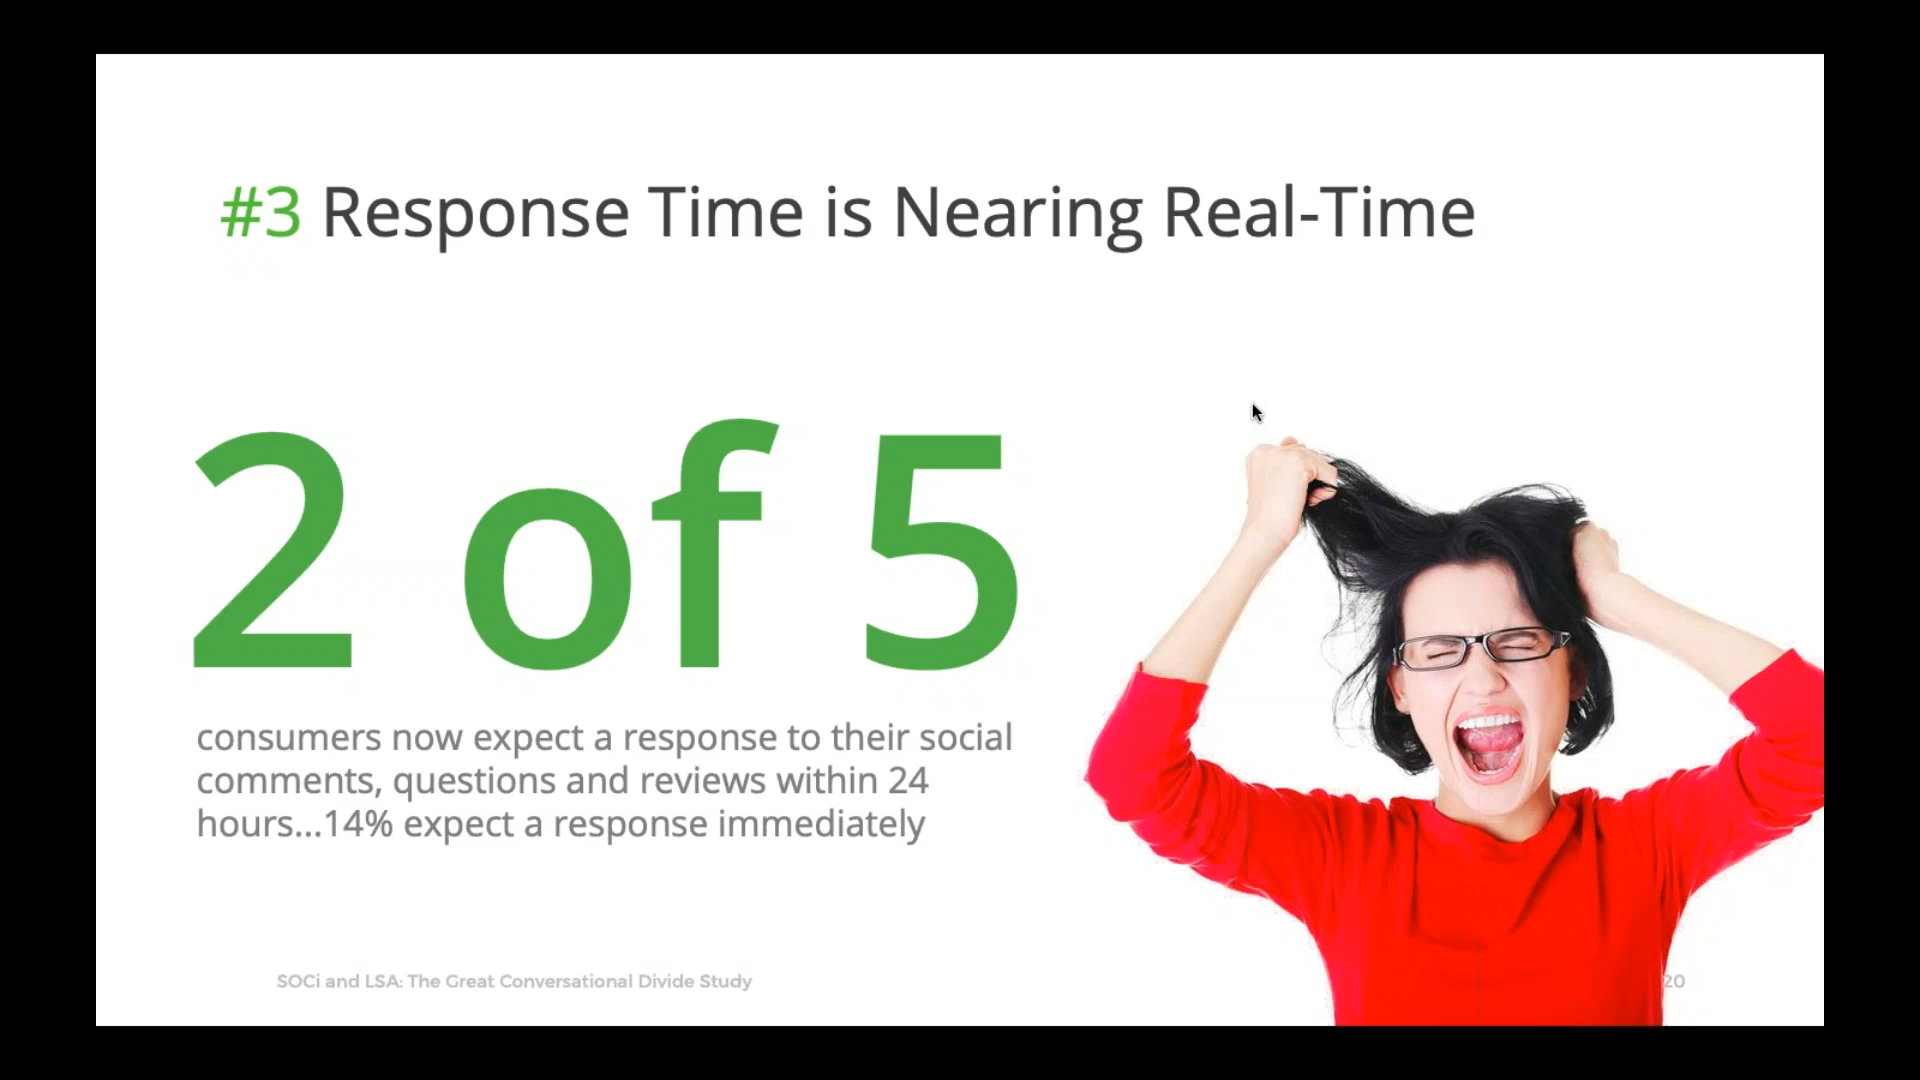 #3 Response Time is Nearing Real-Time
2 of 5
consumers now expect a response to their social
comments, questions and reviews within 24
hours...14% expect a response immediately
SOCi and LSA: The Great Conversational Divide Study
20